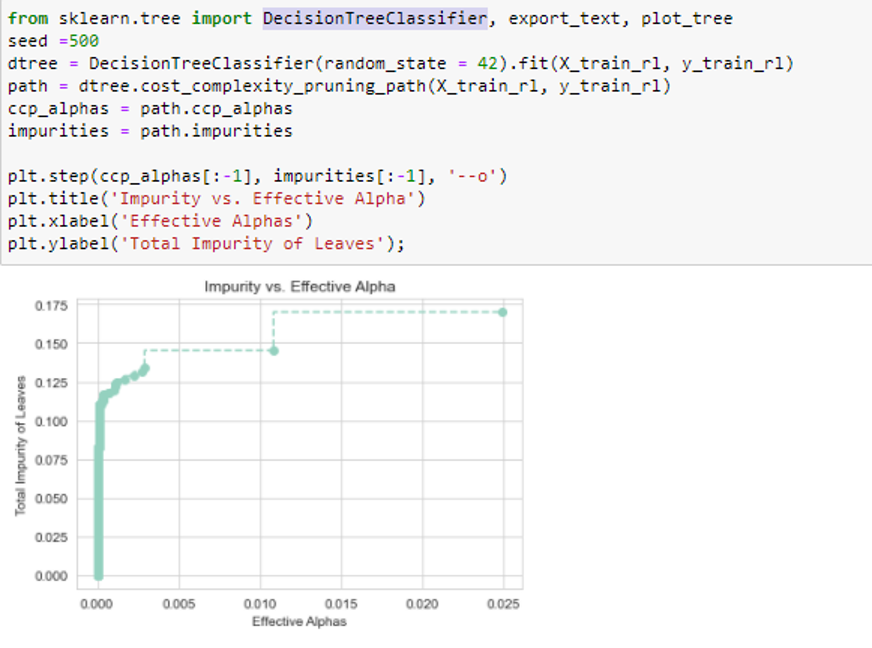 from sklearn.tree import DecisionTreeClassifier, export_text, plot_tree
seed =500
dtree = DecisionTreeClassifier(random_state = 42).fit(X_train_rl, y_train_rl)
path = dtree.cost_complexity_pruning_path(X_train_rl, y_train_rl)
ccp_alphas = path.ccp_alphas
impurities = path.impurities
plt.step(ccp_alphas[:-1], impurities[:-1], '--o')
plt.title('Impurity vs. Effective Alpha')
plt.xlabel('Effective Alphas')
plt.ylabel('Total Impurity of Leaves');
Impurity vs. Effective Alpha
Total Impurity of Leaves
0.175
0.150
0.125
0.100
0.075
0.050
0.025
0.000
0.000 0.005 0.010 0.015 0.020 0.025
Effective Alphas